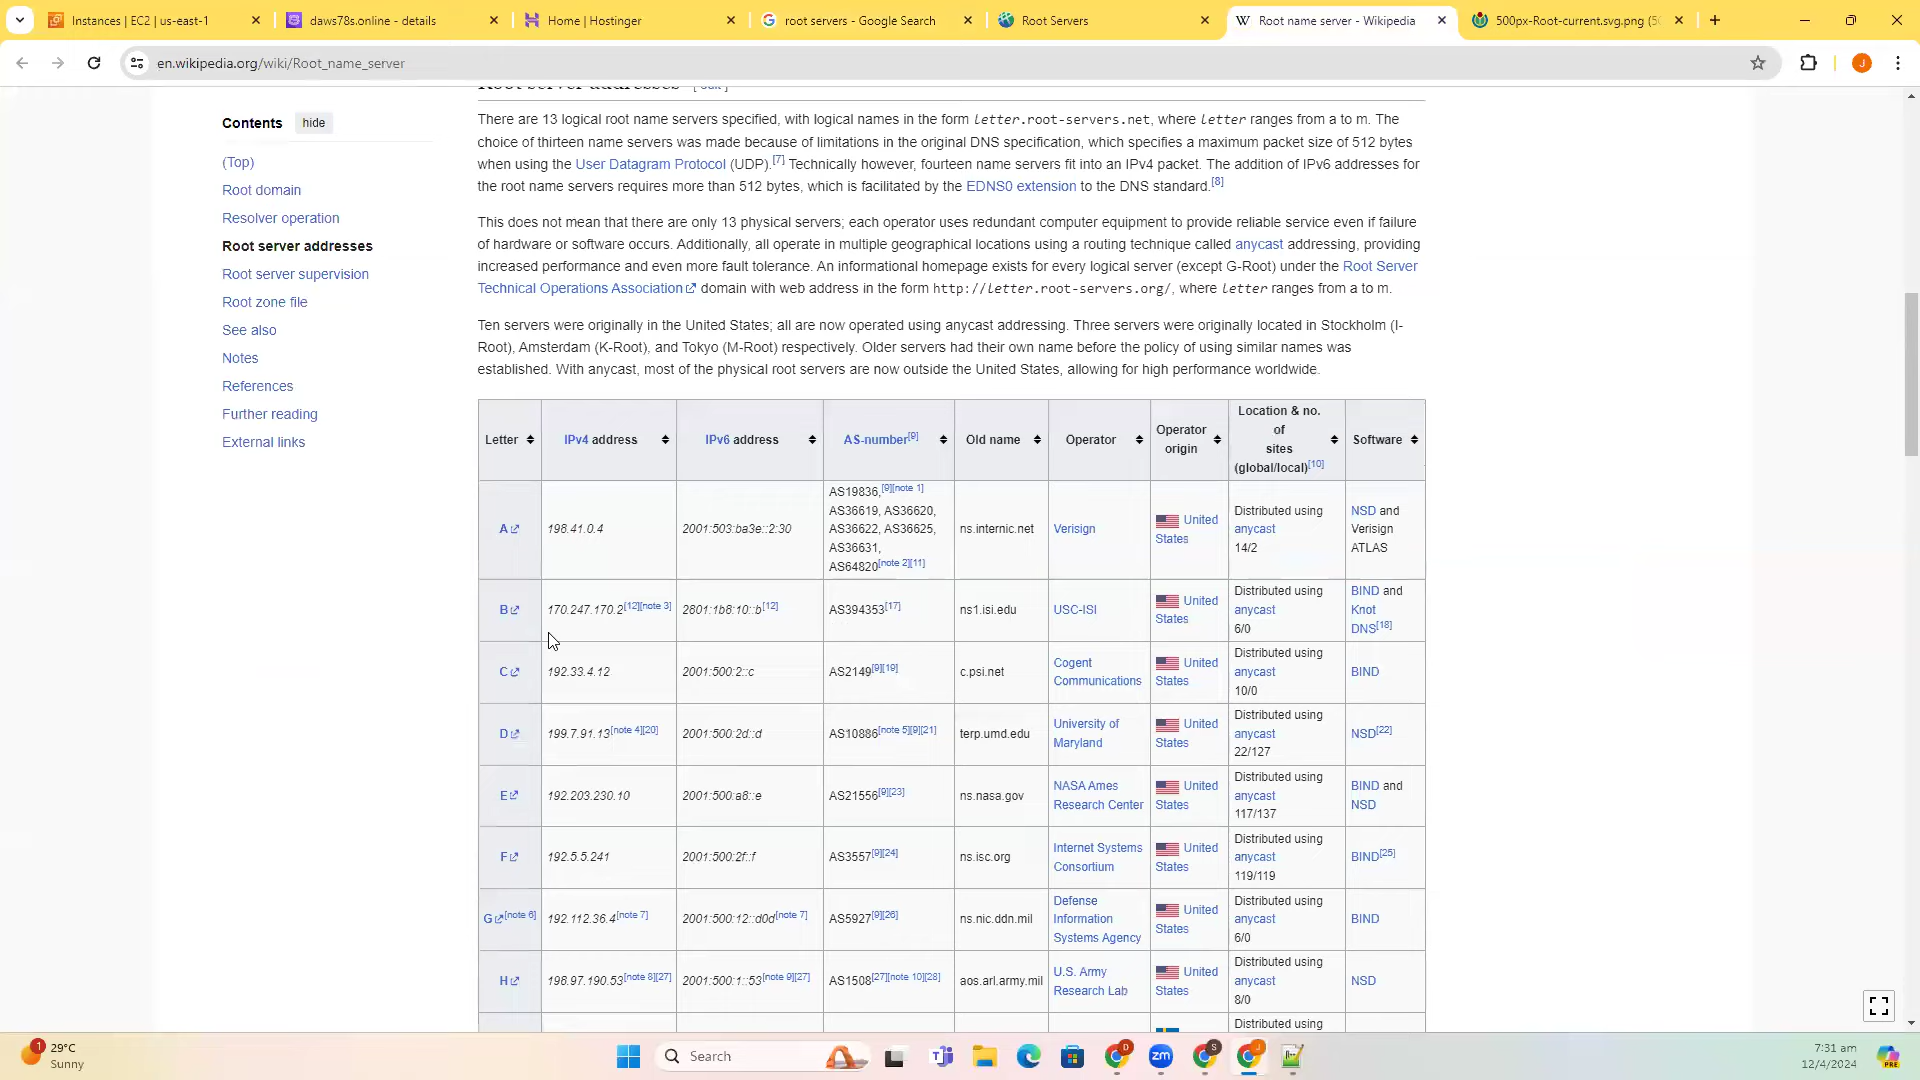 Instances | EC2 | us-east-1
daws78s.online - details
Home | Hostinger
root servers - Google Search
Root Servers
Root name server - Wikipedia
500px-Root-current.svg.png (50
en.wikipedia.org/wiki/Root_name_server
J
Root server addresses [ edit ]
Contents hide
(Top)
Root domain
Resolver operation
Root server addresses
Root server supervision
Root zone file
See also
Notes
References
Further reading
External links
There are 13 logical root name servers specified, with logical names in the form letter.root-servers.net, where letter ranges from a to m. The
choice of thirteen name servers was made because of limitations in the original DNS specification, which specifies a maximum packet size of 512 bytes
when using the User Datagram Protocol (UDP).[7] Technically however, fourteen name servers fit into an IPv4 packet. The addition of IPv6 addresses for
the root name servers requires more than 512 bytes, which is facilitated by the EDNS0 extension to the DNS standard.[8]
This does not mean that there are only 13 physical servers; each operator uses redundant computer equipment to provide reliable service even if failure
of hardware or software occurs. Additionally, all operate in multiple geographical locations using a routing technique called anycast addressing, providing
increased performance and even more fault tolerance. An informational homepage exists for every logical server (except G-Root) under the Root Server
Technical Operations Association domain with web address in the form http://letter.root-servers.org/, where letter ranges from a to m.
Ten servers were originally in the United States; all are now operated using anycast addressing. Three servers were originally located in Stockholm (I-
Root), Amsterdam (K-Root), and Tokyo (M-Root) respectively. Older servers had their own name before the policy of using similar names was
established. With anycast, most of the physical root servers are now outside the United States, allowing for high performance worldwide.
Letter
IPv4 address
IPv6 address
AS-number[9]
Old name
Operator
Operator
origin
Location & no.
of
sites
(global/local)[10]
Software
A
198.41.0.4
2001:503:ba3e::2:30
AS19836,[9][note 1]
AS36619, AS36620,
AS36622, AS36625,
AS36631,
AS64820[note 2][11]
ns.internic.net
Verisign
United
States
Distributed using
anycast
14/2
NSD and
Verisign
ATLAS
B
170.247.170.2[12][note 3]
2801:1b8:10::b[12]
AS394353[17]
ns1.isi.edu
USC-ISI
United
States
Distributed using
anycast
6/0
BIND and
Knot
DNS[18]
C
192.33.4.12
2001:500:2::c
AS2149[9][19]
c.psi.net
Cogent
Communications
United
States
Distributed using
anycast
10/0
BIND
D
199.7.91.13[note 4][20]
2001:500:2d::d
AS10886[note 5][9][21]
terp.umd.edu
University of
Maryland
United
States
Distributed using
anycast
22/127
NSD[22]
E
192.203.230.10
2001:500:a8::e
AS21556[9][23]
ns.nasa.gov
NASA Ames
Research Center
United
States
Distributed using
anycast
117/137
BIND and
NSD
F
192.5.5.241
2001:500:2f::f
AS3557[9][24]
ns.isc.org
Internet Systems
Consortium
United
States
Distributed using
anycast
119/119
BIND[25]
G[note 6]
192.112.36.4[note 7]
2001:500:12::d0d[note 7]
AS5927[9][26]
ns.nic.ddn.mil
Defense
Information
Systems Agency
United
States
Distributed using
anycast
6/0
BIND
H
198.97.190.53[note 8][27]
2001:500:1::53[note 9][27]
AS1508[27][note 10][28]
aos.arl.army.mil
U.S. Army
Research Lab
United
States
Distributed using
anycast
8/0
NSD
Distributed using
1
29°C
Sunny
Search
D
zm
S
J
7:31 am
12/4/2024
PRE